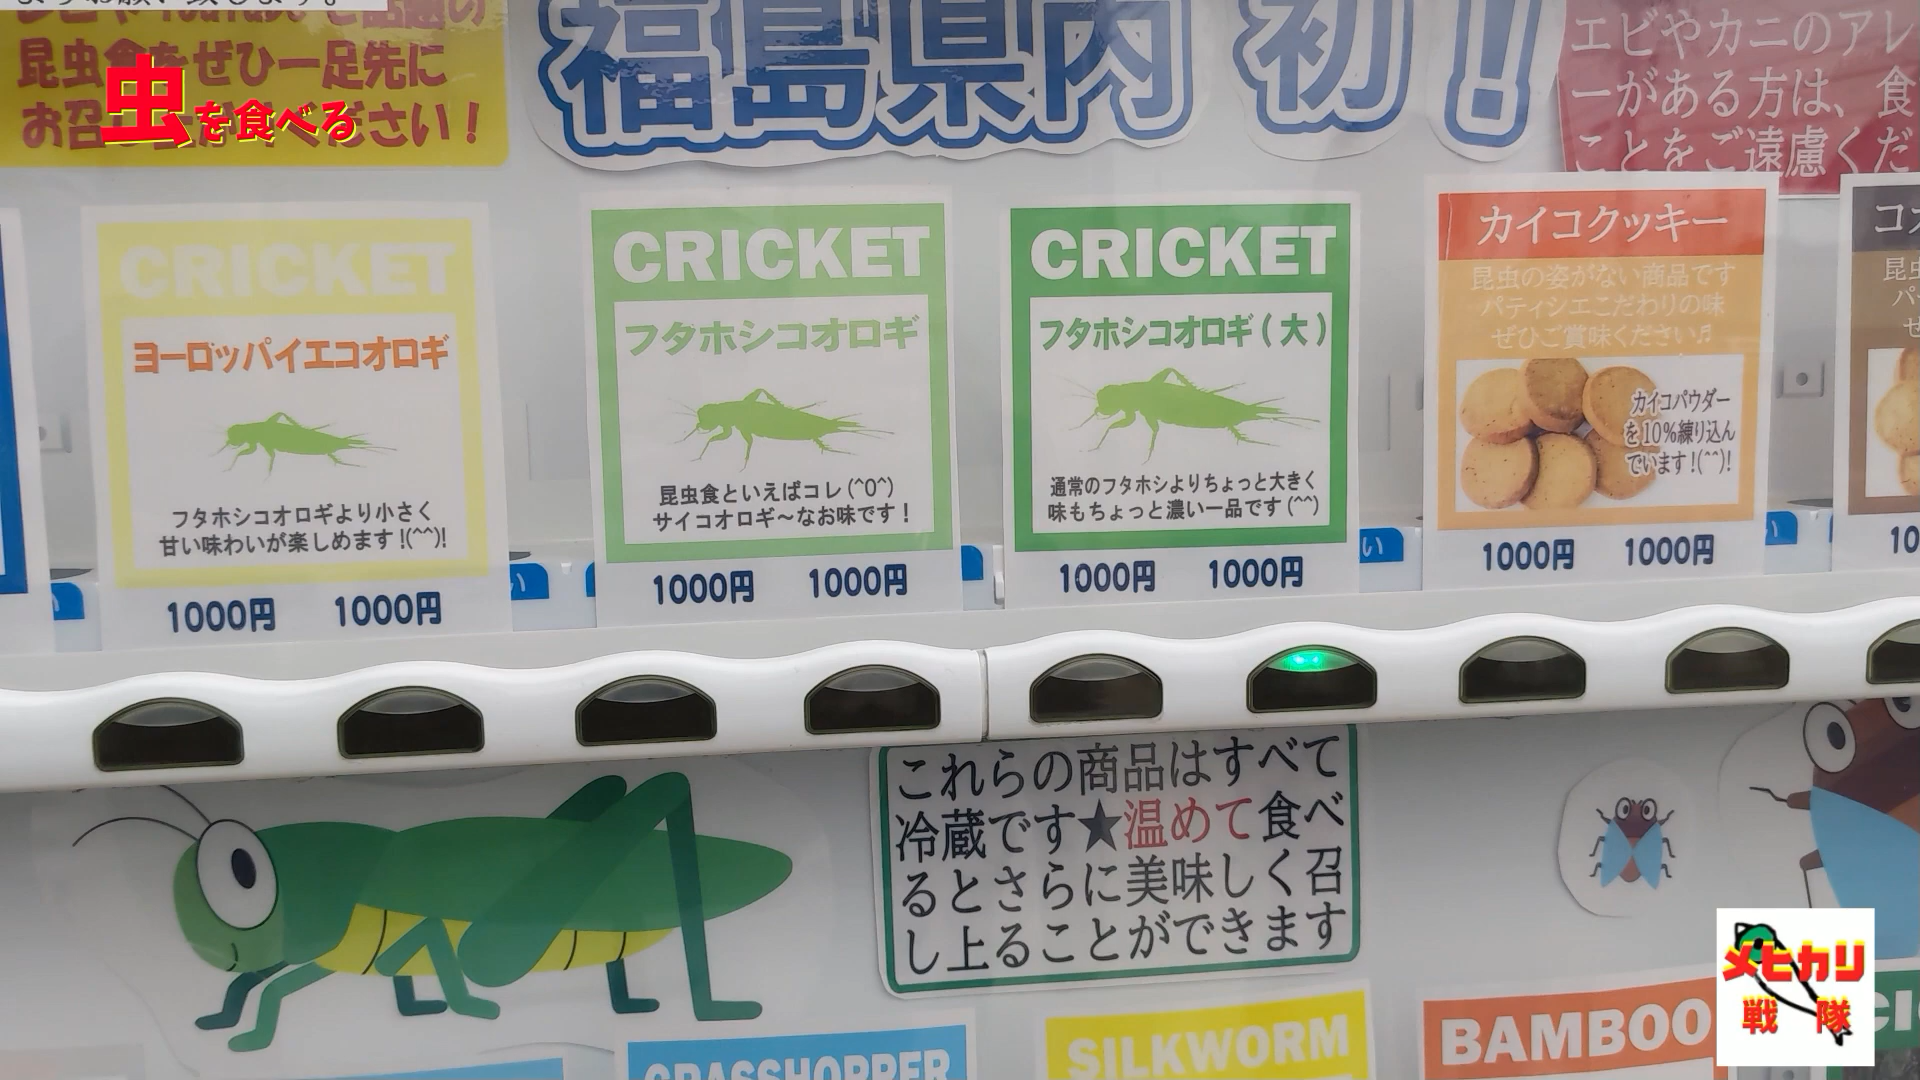 昆虫食をぜひ一足先に
虫を食べる
福島県内 初!
エビやカニのアレ
ーがある方は、食
ことをご遠慮くだ
CRICKET
ヨーロッパイエコオロギ
フタホシコオロギより小さく
甘い味わいが楽しめます!(^^)!
1000円 1000円
CRICKET
フタホシコオロギ
昆虫食といえばコレ(^0^)
サイコオロギ～なお味です!
1000円 1000円
CRICKET
フタホシコオロギ(大)
通常のフタホシよりちょっと大きく
味もちょっと濃い一品です(^^)
1000円 1000円
カイコクッキー
昆虫の姿がない商品です
パティシエこだわりの味
ぜひご賞味ください♬
カイコパウダー
を10%練り込ん
でいます!(^^)!
1000円 1000円
これらの商品はすべて
冷蔵です★温めて食べ
るとさらに美味しく召
し上ることができます
GRASSHOPPER
SILKWORM
BAMBOO
メヒカリ
戦隊